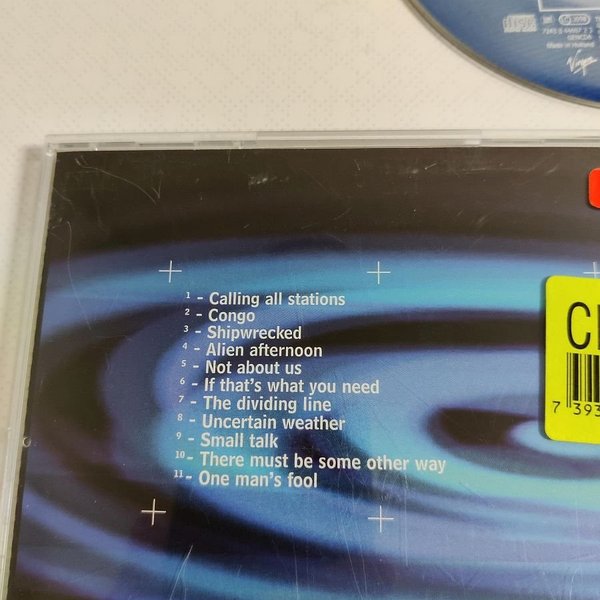 disc
Made in Holland
Virgin
1 - Calling all stations
2 - Congo
3 - Shipwrecked
4 - Alien afternoon
5 - Not about us
6 - If that's what you need
7 - The dividing line
8 - Uncertain weather
9 - Small talk
10 - There must be some other way
11 - One man's fool
7 393